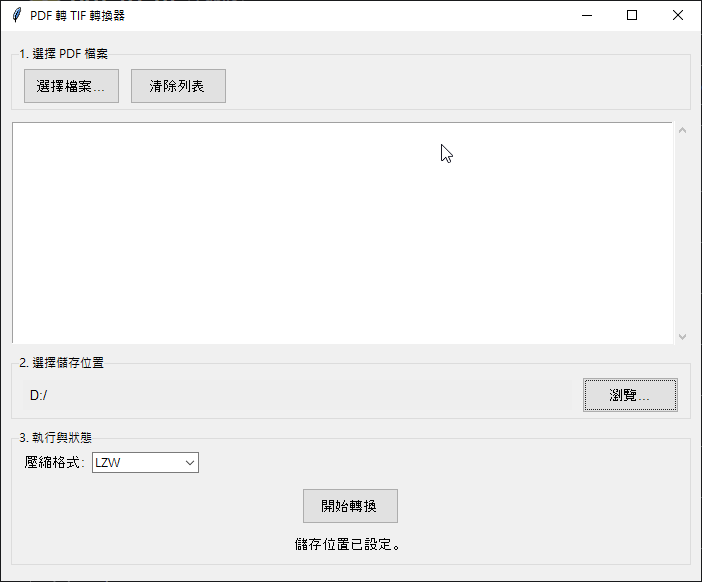 PDF 轉 TIF 轉換器
1. 選擇 PDF 檔案
選擇檔案...
清除列表
2. 選擇儲存位置
D:/
瀏覽...
3. 執行與狀態
壓縮格式: LZW
開始轉換
儲存位置已設定。